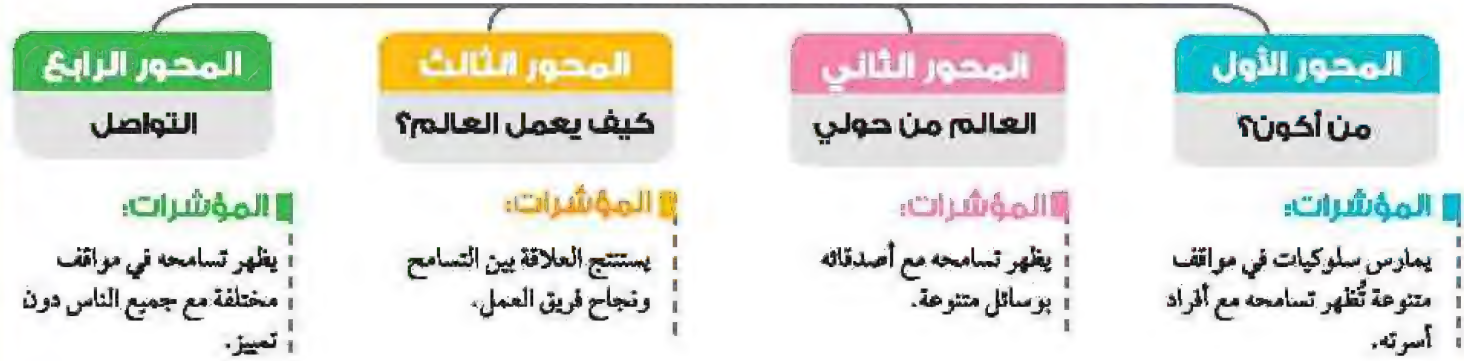 المحور الأول
من أكون؟
المؤشرات:
يمارس سلوكيات في مواقف
متنوعة تُظهر تسامحه مع أفراد
أسرته.
المحور الثاني
العالم من حولي
المؤشرات:
يظهر تسامحه مع أصدقائه
بوسائل متنوعة.
المحور الثالث
كيف يعمل العالم؟
المؤشرات:
يستنتج العلاقة بين التسامح
ونجاح فريق العمل.
المحور الرابع
التواصل
المؤشرات:
يظهر تسامحه في مواقف
مختلفة مع جميع الناس دون
تمييز.